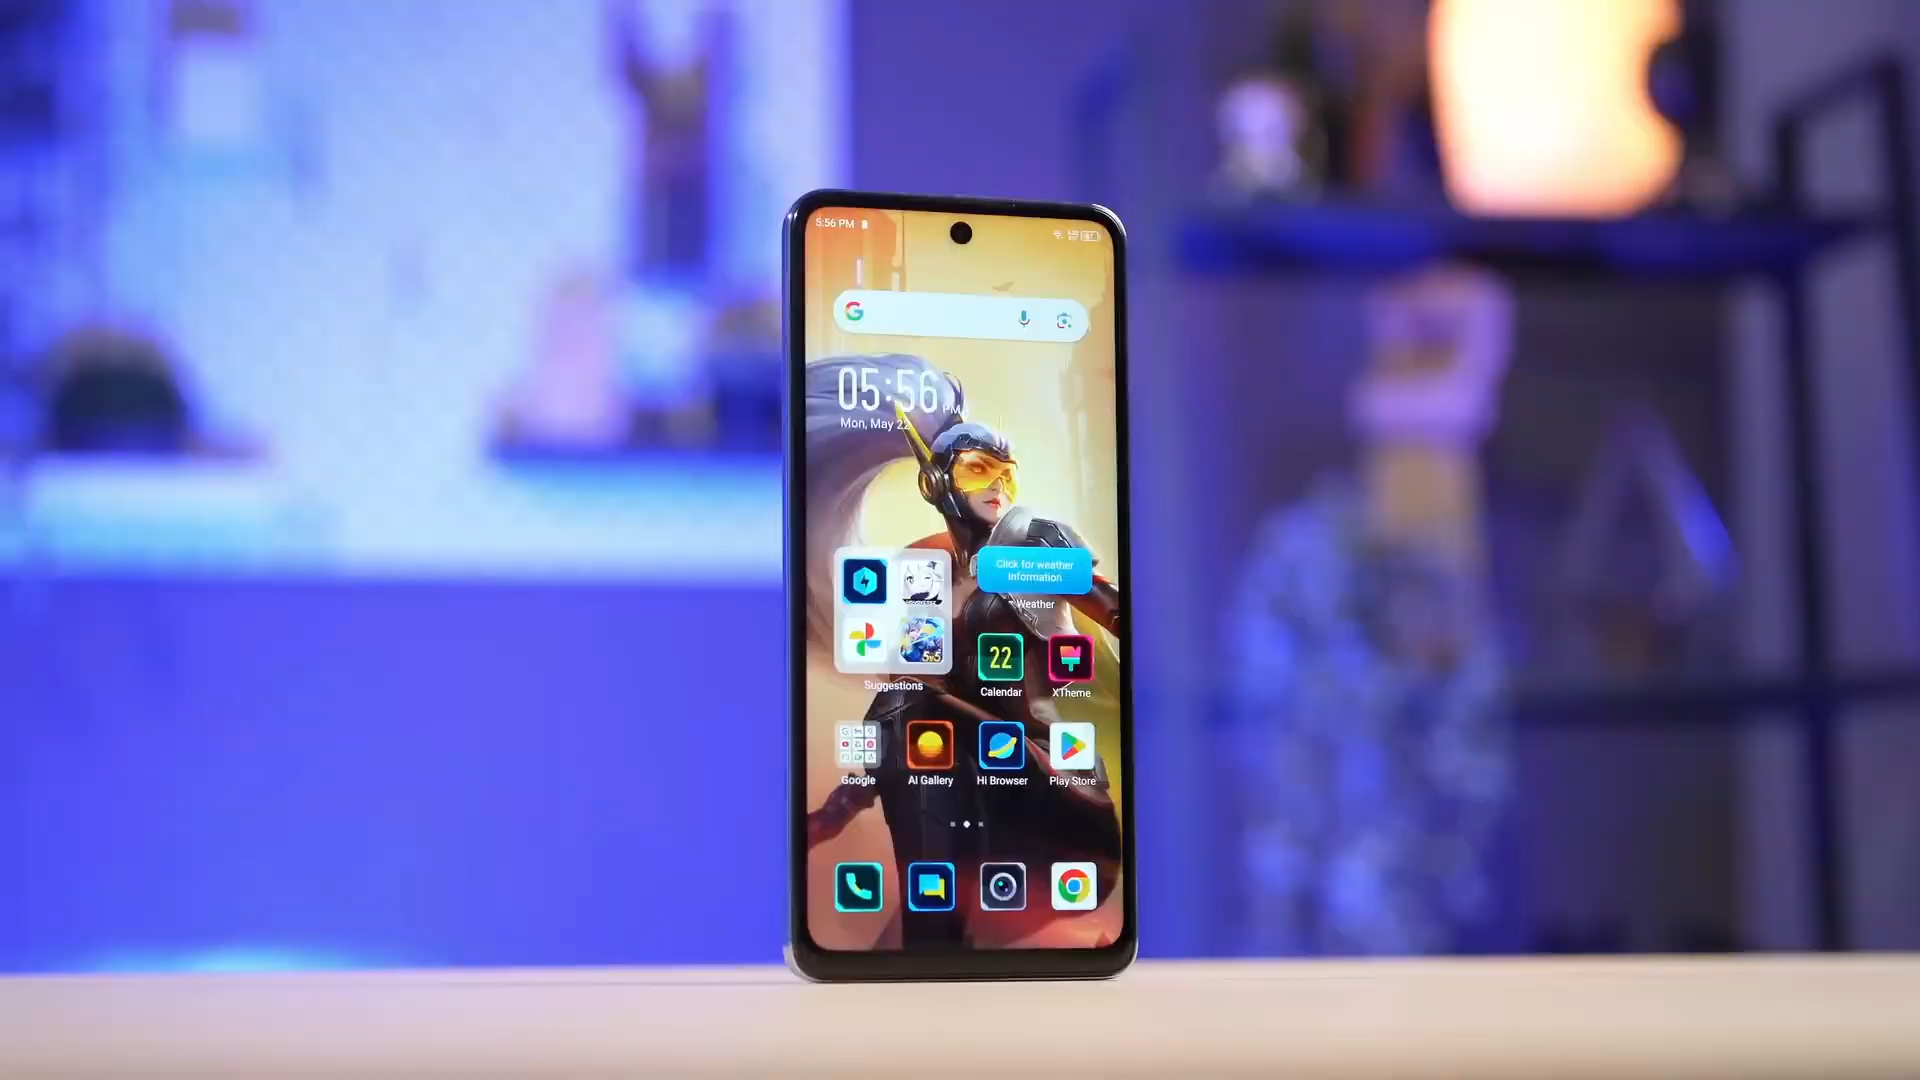 5:56 PM
G
05:56 PM
Mon, May 22
Click for weather
information
Weather
5v5
22
Suggestions
Calendar
XTheme
Google
AI Gallery
Hi Browser
Play Store